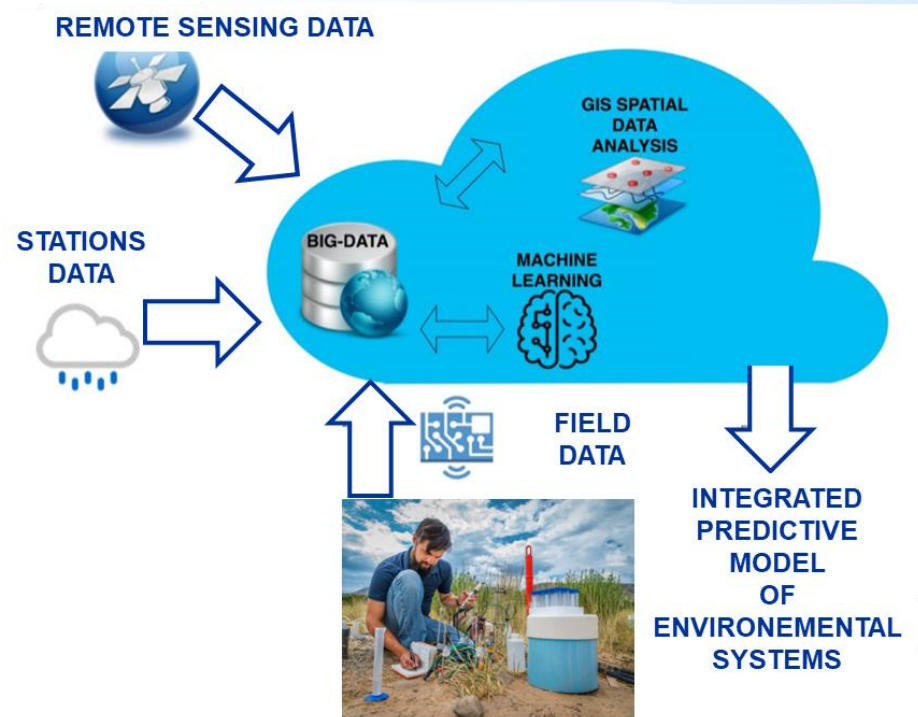 REMOTE SENSING DATA
GIS SPATIAL
DATA
ANALYSIS
STATIONS
DATA
BIG-DATA
MACHINE
LEARNING
FIELD
DATA
INTEGRATED
PREDICTIVE
MODEL
OF
ENVIRONEMENTAL
SYSTEMS